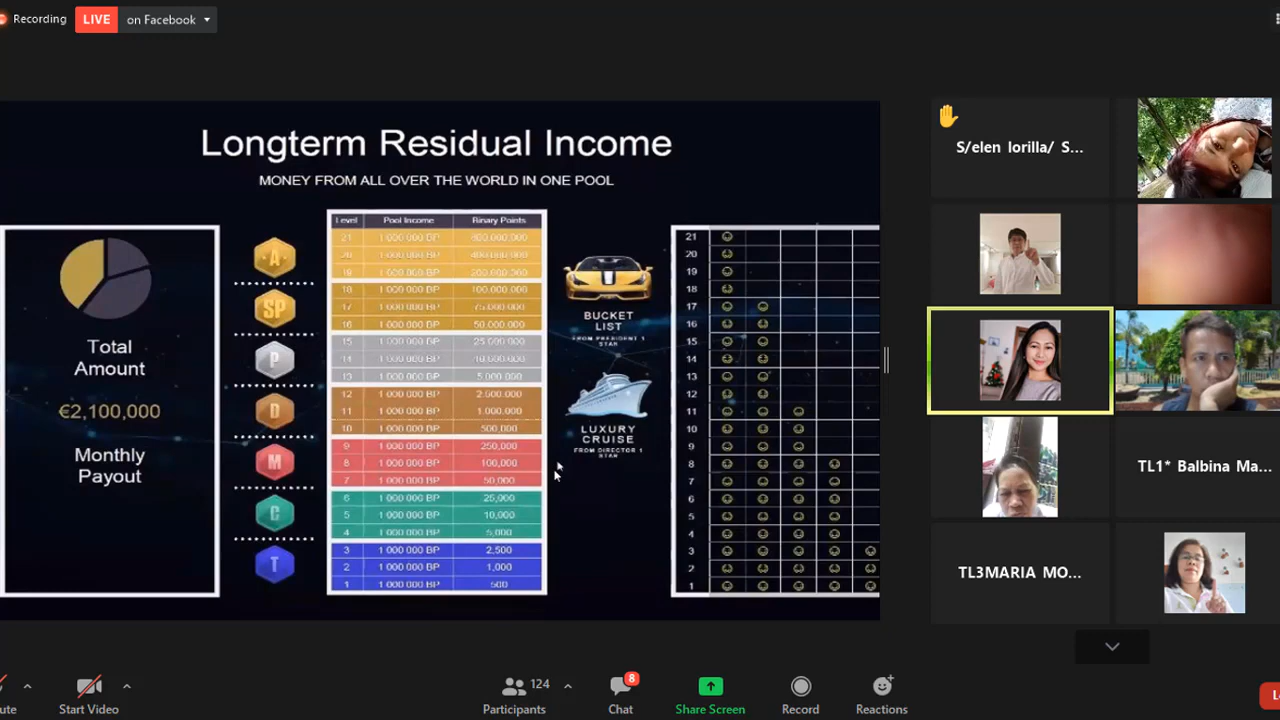 Recording
LIVE on Facebook
Longterm Residual Income
MONEY FROM ALL OVER THE WORLD IN ONE POOL
Total
Amount
€2,100,000
Monthly
Payout
A
SP
P
D
M
C
T
Level Pool Income Binary Points
21 1 000 000 BP 800.000.000
20 1 000 000 BP 400.000.000
19 1 000 000 BP 200.000.000
18 1 000 000 BP 100.000.000
17 1 000 000 BP 75.000.000
16 1 000 000 BP 50.000.000
15 1 000 000 BP 25.000.000
14 1 000 000 BP 10.000.000
13 1 000 000 BP 5.000.000
12 1 000 000 BP 2.500.000
11 1 000 000 BP 1.000.000
10 1 000 000 BP 500,000
9 1 000 000 BP 250,000
8 1 000 000 BP 100,000
7 1 000 000 BP 50,000
6 1 000 000 BP 25,000
5 1 000 000 BP 10,000
4 1 000 000 BP 5,000
3 1 000 000 BP 2,500
2 1 000 000 BP 1,000
1 1 000 000 BP 500
BUCKET
LIST
FROM PRESIDENT 1
STAR
LUXURY
CRUISE
FROM DIRECTOR 1
STAR
21
20
19
18
17
16
15
14
13
12
11
10
9
8
7
6
5
4
3
2
1
S/elen lorilla/ S...
TL1* Balbina Ma...
TL3MARIA MO...
ute
Start Video
124
Participants
8
Chat
Share Screen
Record
Reactions